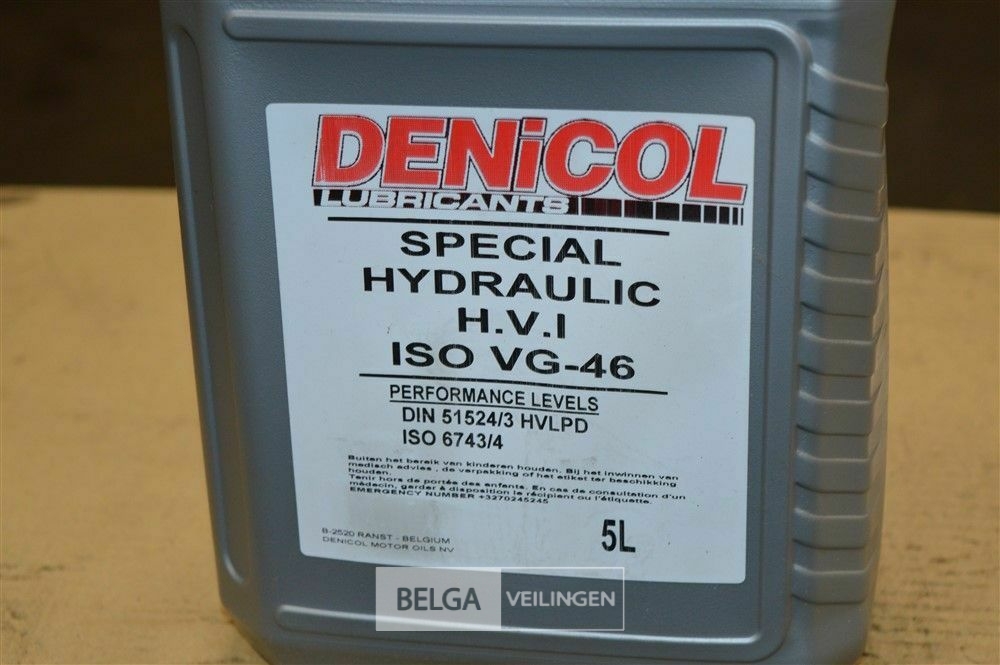 DENiCOL
LUBRICANTS
SPECIAL
HYDRAULIC
H.V.I
ISO VG-46
PERFORMANCE LEVELS
DIN 51524/3 HVLPD
ISO 6743/4
Buiten het bereik van kinderen houden. Bij het inwinnen van
medisch advies , de verpakking of het etiket ter beschikking
houden.
Tenir hors de portée des enfants. En cas de consultation d'un
médecin, garder à disposition le récipient ou l'étiquette.
EMERGENCY NUMBER +3270245245
5L
B-2520 RANST - BELGIUM
DENICOL MOTOR OILS NV
BELGA VEILINGEN